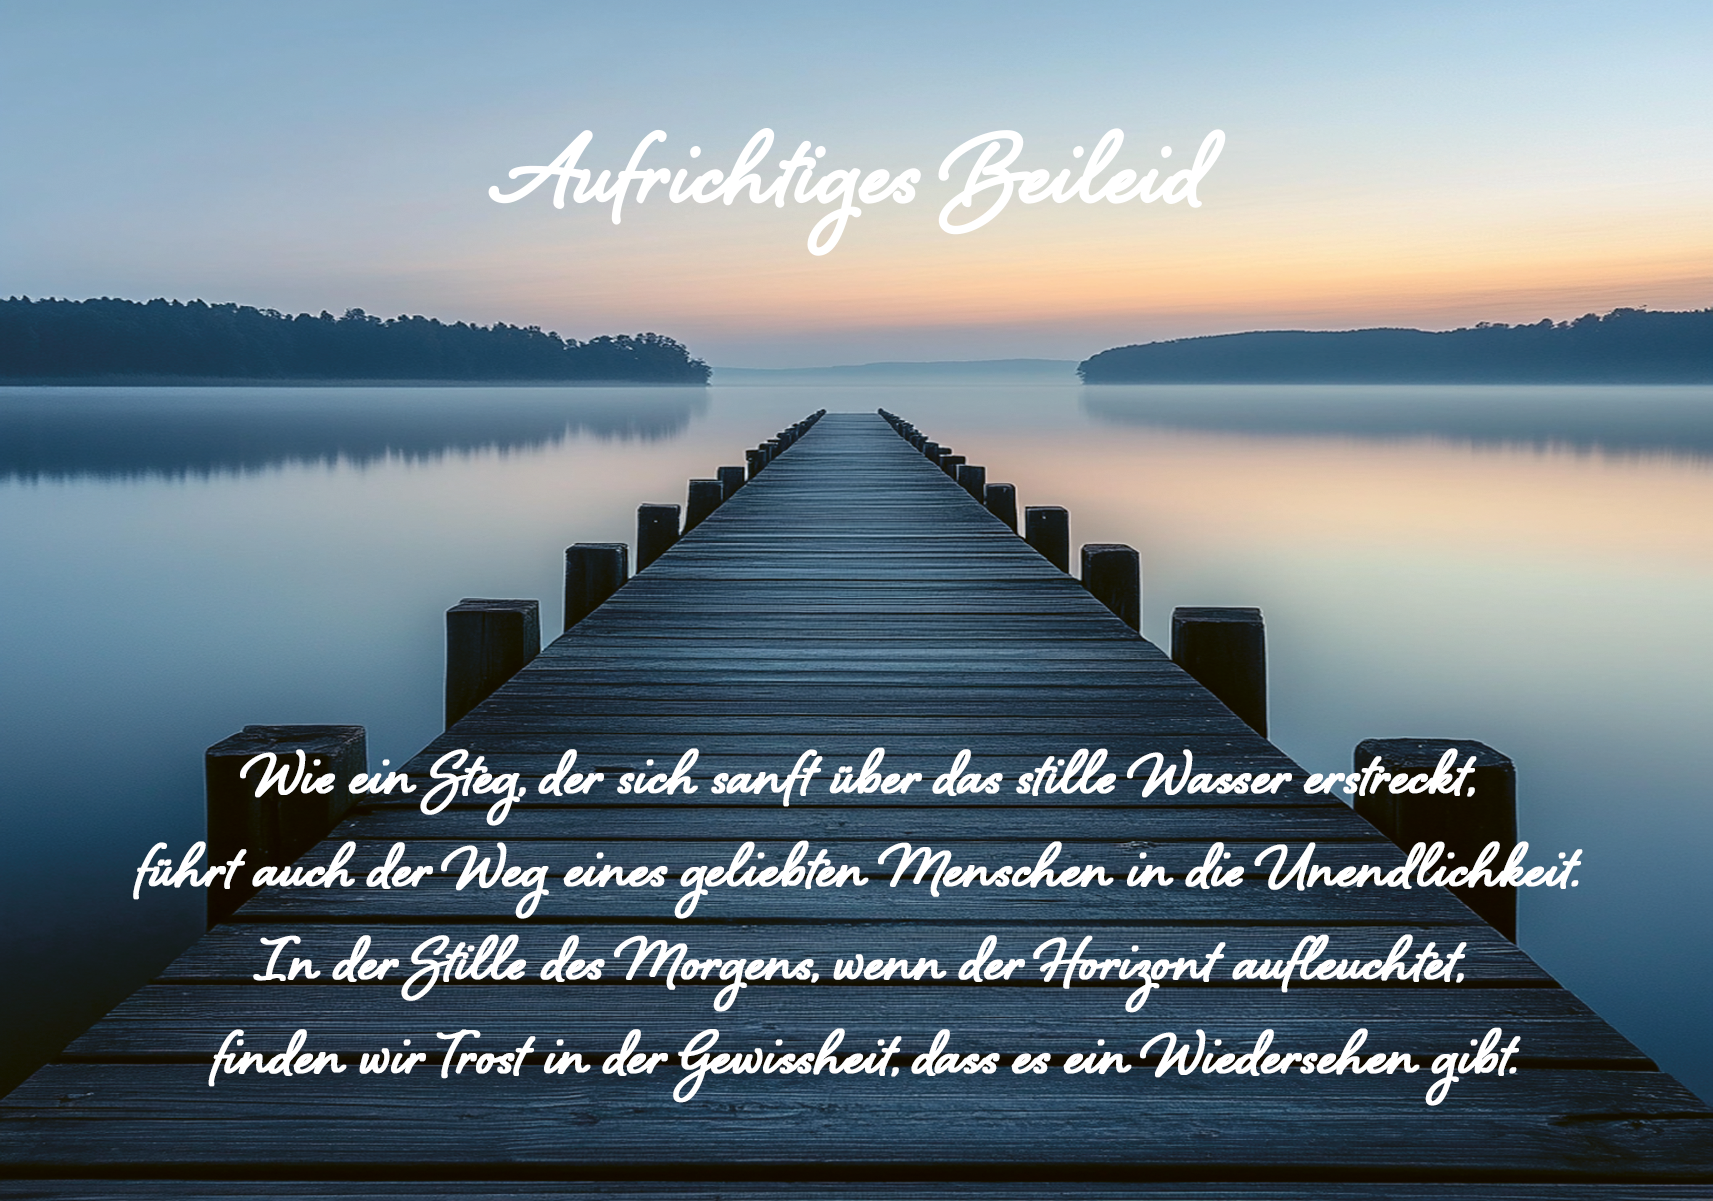 Aufrichtiges Beileid
Wie ein Steg, der sich sanft über das stille Wasser erstreckt,
führt auch der Weg eines geliebten Menschen in die Unendlichkeit.
In der Stille des Morgens, wenn der Horizont aufleuchtet,
finden wir Trost in der Gewissheit, dass es ein Wiedersehen gibt.